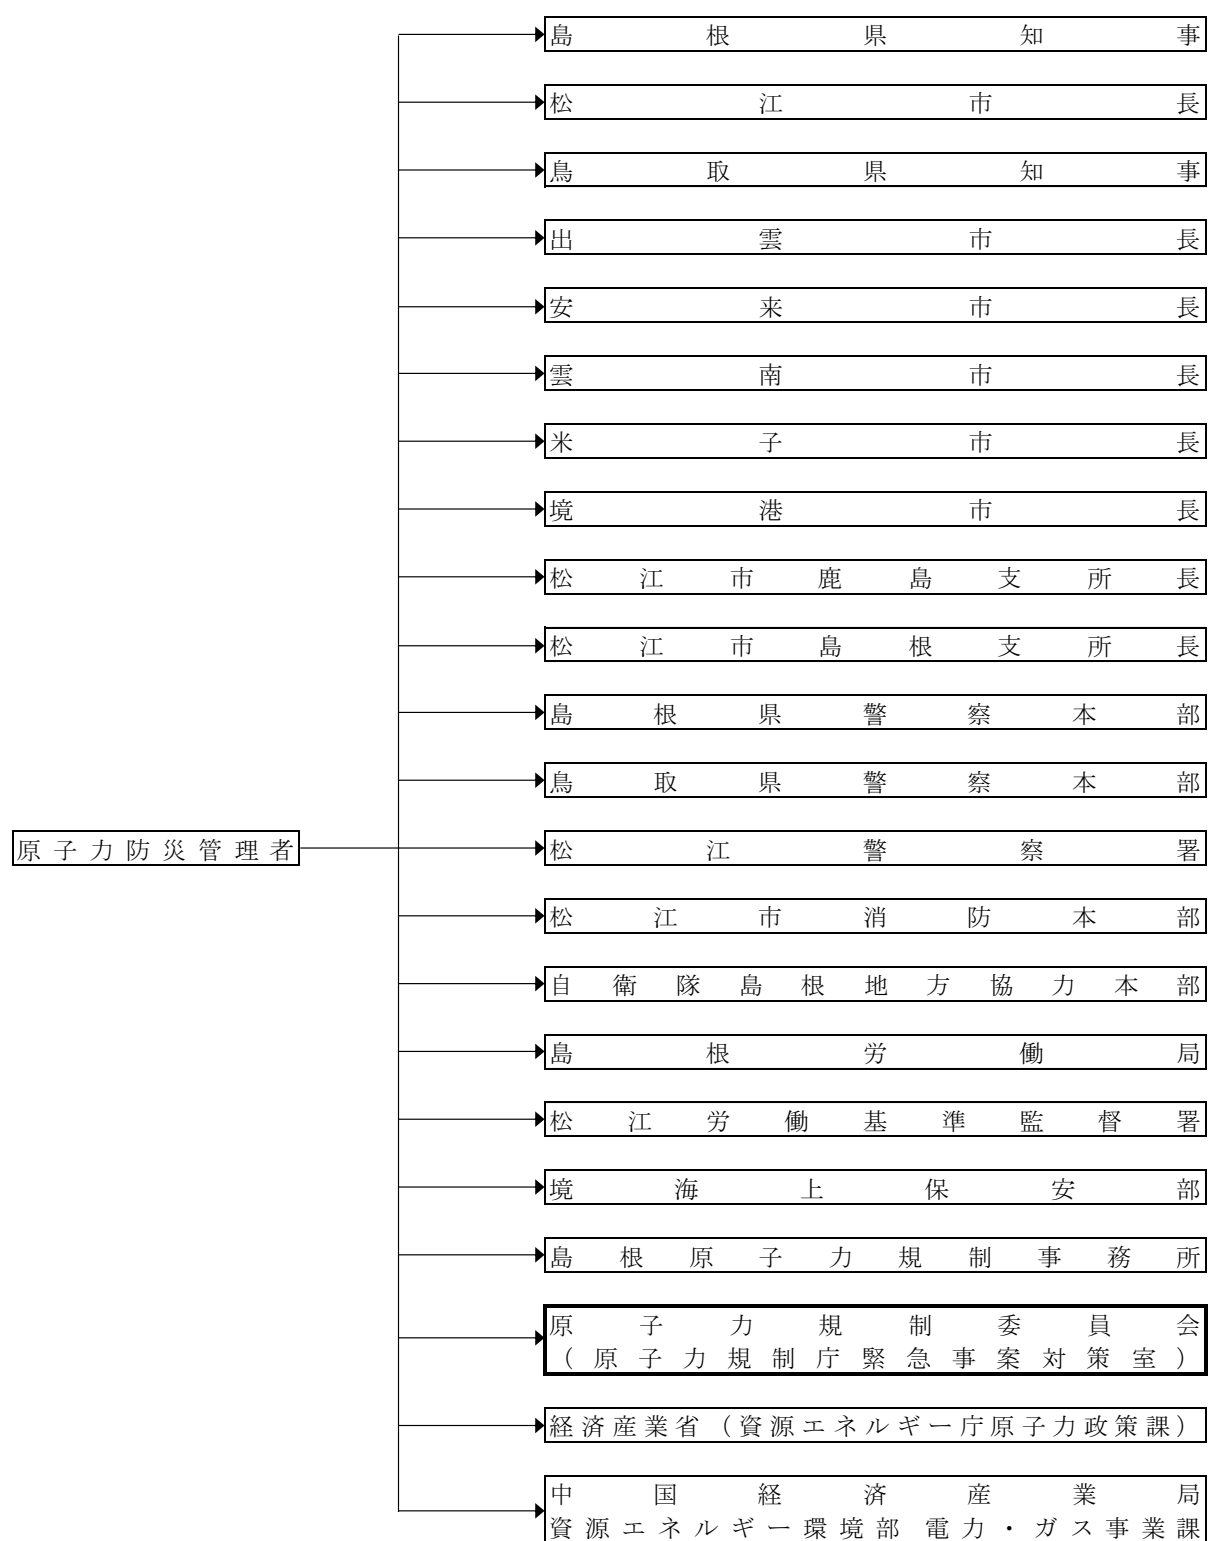 島根県知事
松江市長
鳥取県知事
出雲市長
安来市長
雲南市長
米子市長
境港市長
松江市鹿島支所長
松江市島根支所長
島根県警察本部
鳥取県警察本部
原子力防災管理者
松江警察署
松江市消防本部
自衛隊島根地方協力本部
島根労働局
松江労働基準監督署
境海上保安部
島根原子力規制事務所
原子力規制委員会
（原子力規制庁緊急事案対策室）
経済産業省（資源エネルギー庁原子力政策課）
中国経済産業局
資源エネルギー環境部 電力・ガス事業課